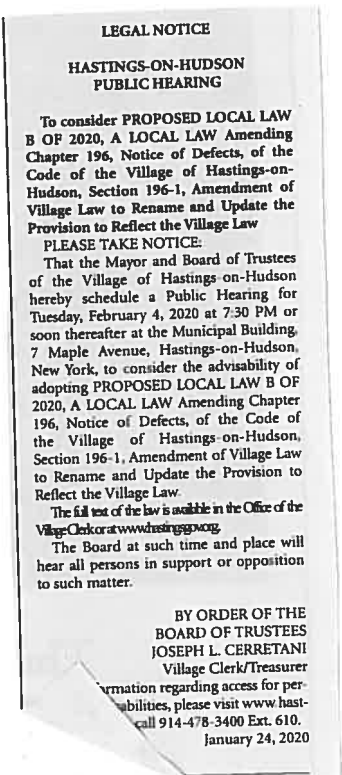 LEGAL NOTICE
HASTINGS-ON-HUDSON
PUBLIC HEARING
To consider PROPOSED LOCAL LAW
B OF 2020, A LOCAL LAW Amending
Chapter 196, Notice of Defects, of the
Code of the Village of Hastings-on-
Hudson, Section 196-1, Amendment of
Village Law to Rename and Update the
Provision to Reflect the Village Law
PLEASE TAKE NOTICE:
That the Mayor and Board of Trustees
of the Village of Hastings-on-Hudson
hereby schedule a Public Hearing for
Tuesday, February 4, 2020 at 7:30 PM or
soon thereafter at the Municipal Building,
7 Maple Avenue, Hastings-on-Hudson,
New York, to consider the advisability of
adopting PROPOSED LOCAL LAW B OF
2020, A LOCAL LAW Amending Chapter
196, Notice of Defects, of the Code of
the Village of Hastings-on-Hudson,
Section 196-1, Amendment of Village Law
to Rename and Update the Provision to
Reflect the Village Law.
The full text of the law is available in the Office of the
Village Clerk or at www.hastingsgov.org.
The Board at such time and place will
hear all persons in support or opposition
to such matter.
BY ORDER OF THE
BOARD OF TRUSTEES
JOSEPH L. CERRETANI
Village Clerk/Treasurer
rmation regarding access for per-
abilities, please visit www.hast-
call 914-478-3400 Ext. 610.
January 24, 2020